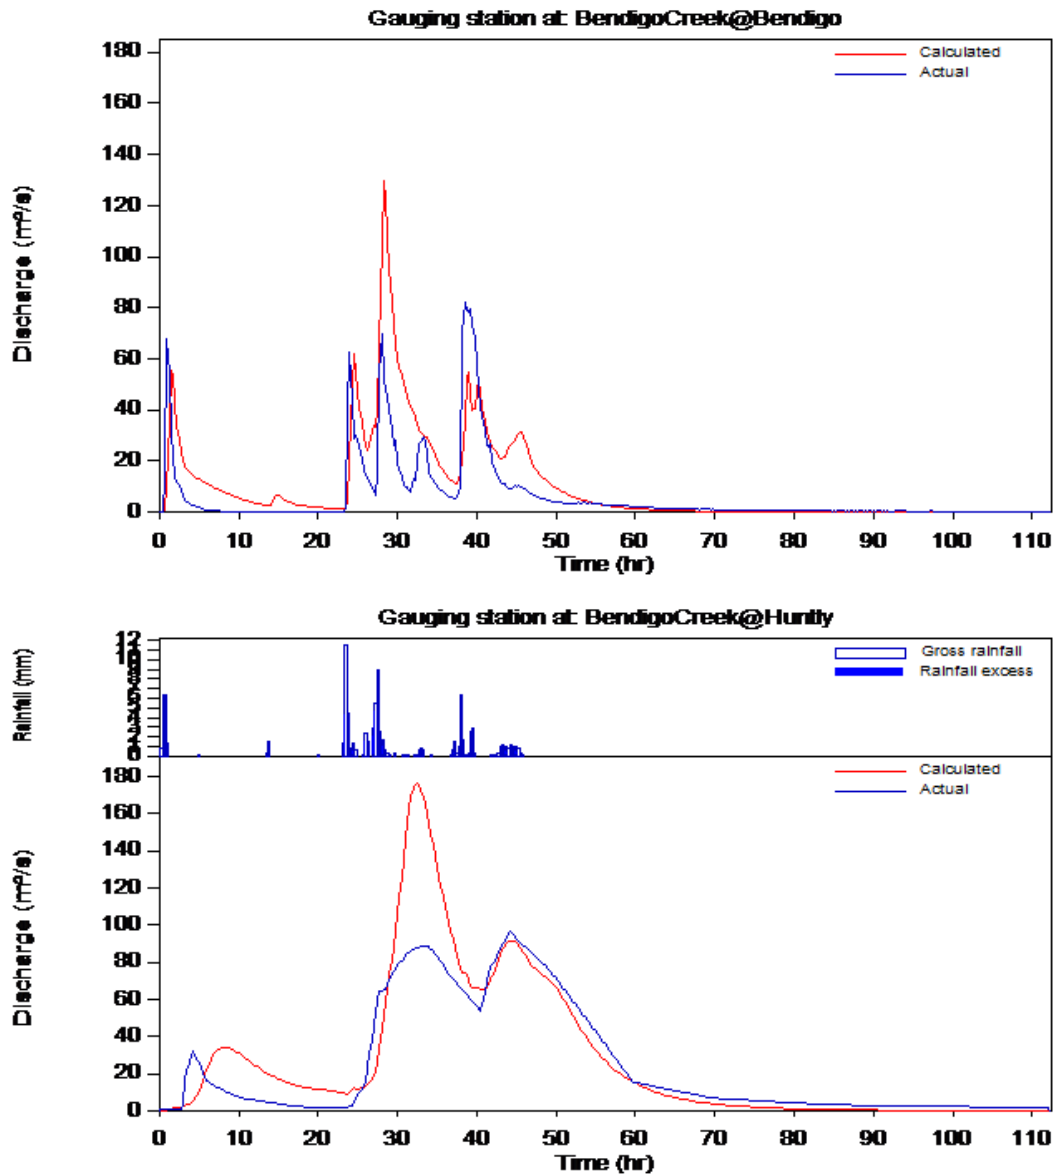 Gauging station at: BendigoCreek@Bendigo
180
160
140
120
100
80
60
40
20
0
Discharge (m³/s)
Calculated
Actual
0 10 20 30 40 50 60 70 80 90 100 110
Time (hr)
Gauging station at: BendigoCreek@Huntly
12
0
Rainfall (mm)
Gross rainfall
Rainfall excess
180
160
140
120
100
80
60
40
20
0
Discharge (m³/s)
Calculated
Actual
0 10 20 30 40 50 60 70 80 90 100 110
Time (hr)